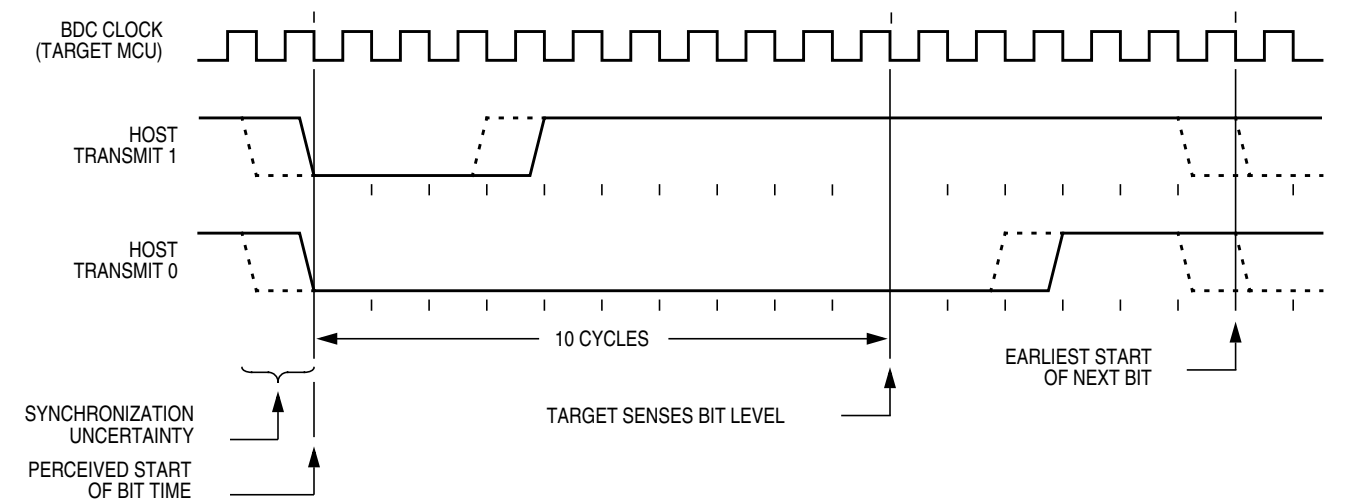 BDC CLOCK
(TARGET MCU)
HOST
TRANSMIT 1
HOST
TRANSMIT 0
10 CYCLES
EARLIEST START
OF NEXT BIT
SYNCHRONIZATION
UNCERTAINTY
TARGET SENSES BIT LEVEL
PERCEIVED START
OF BIT TIME